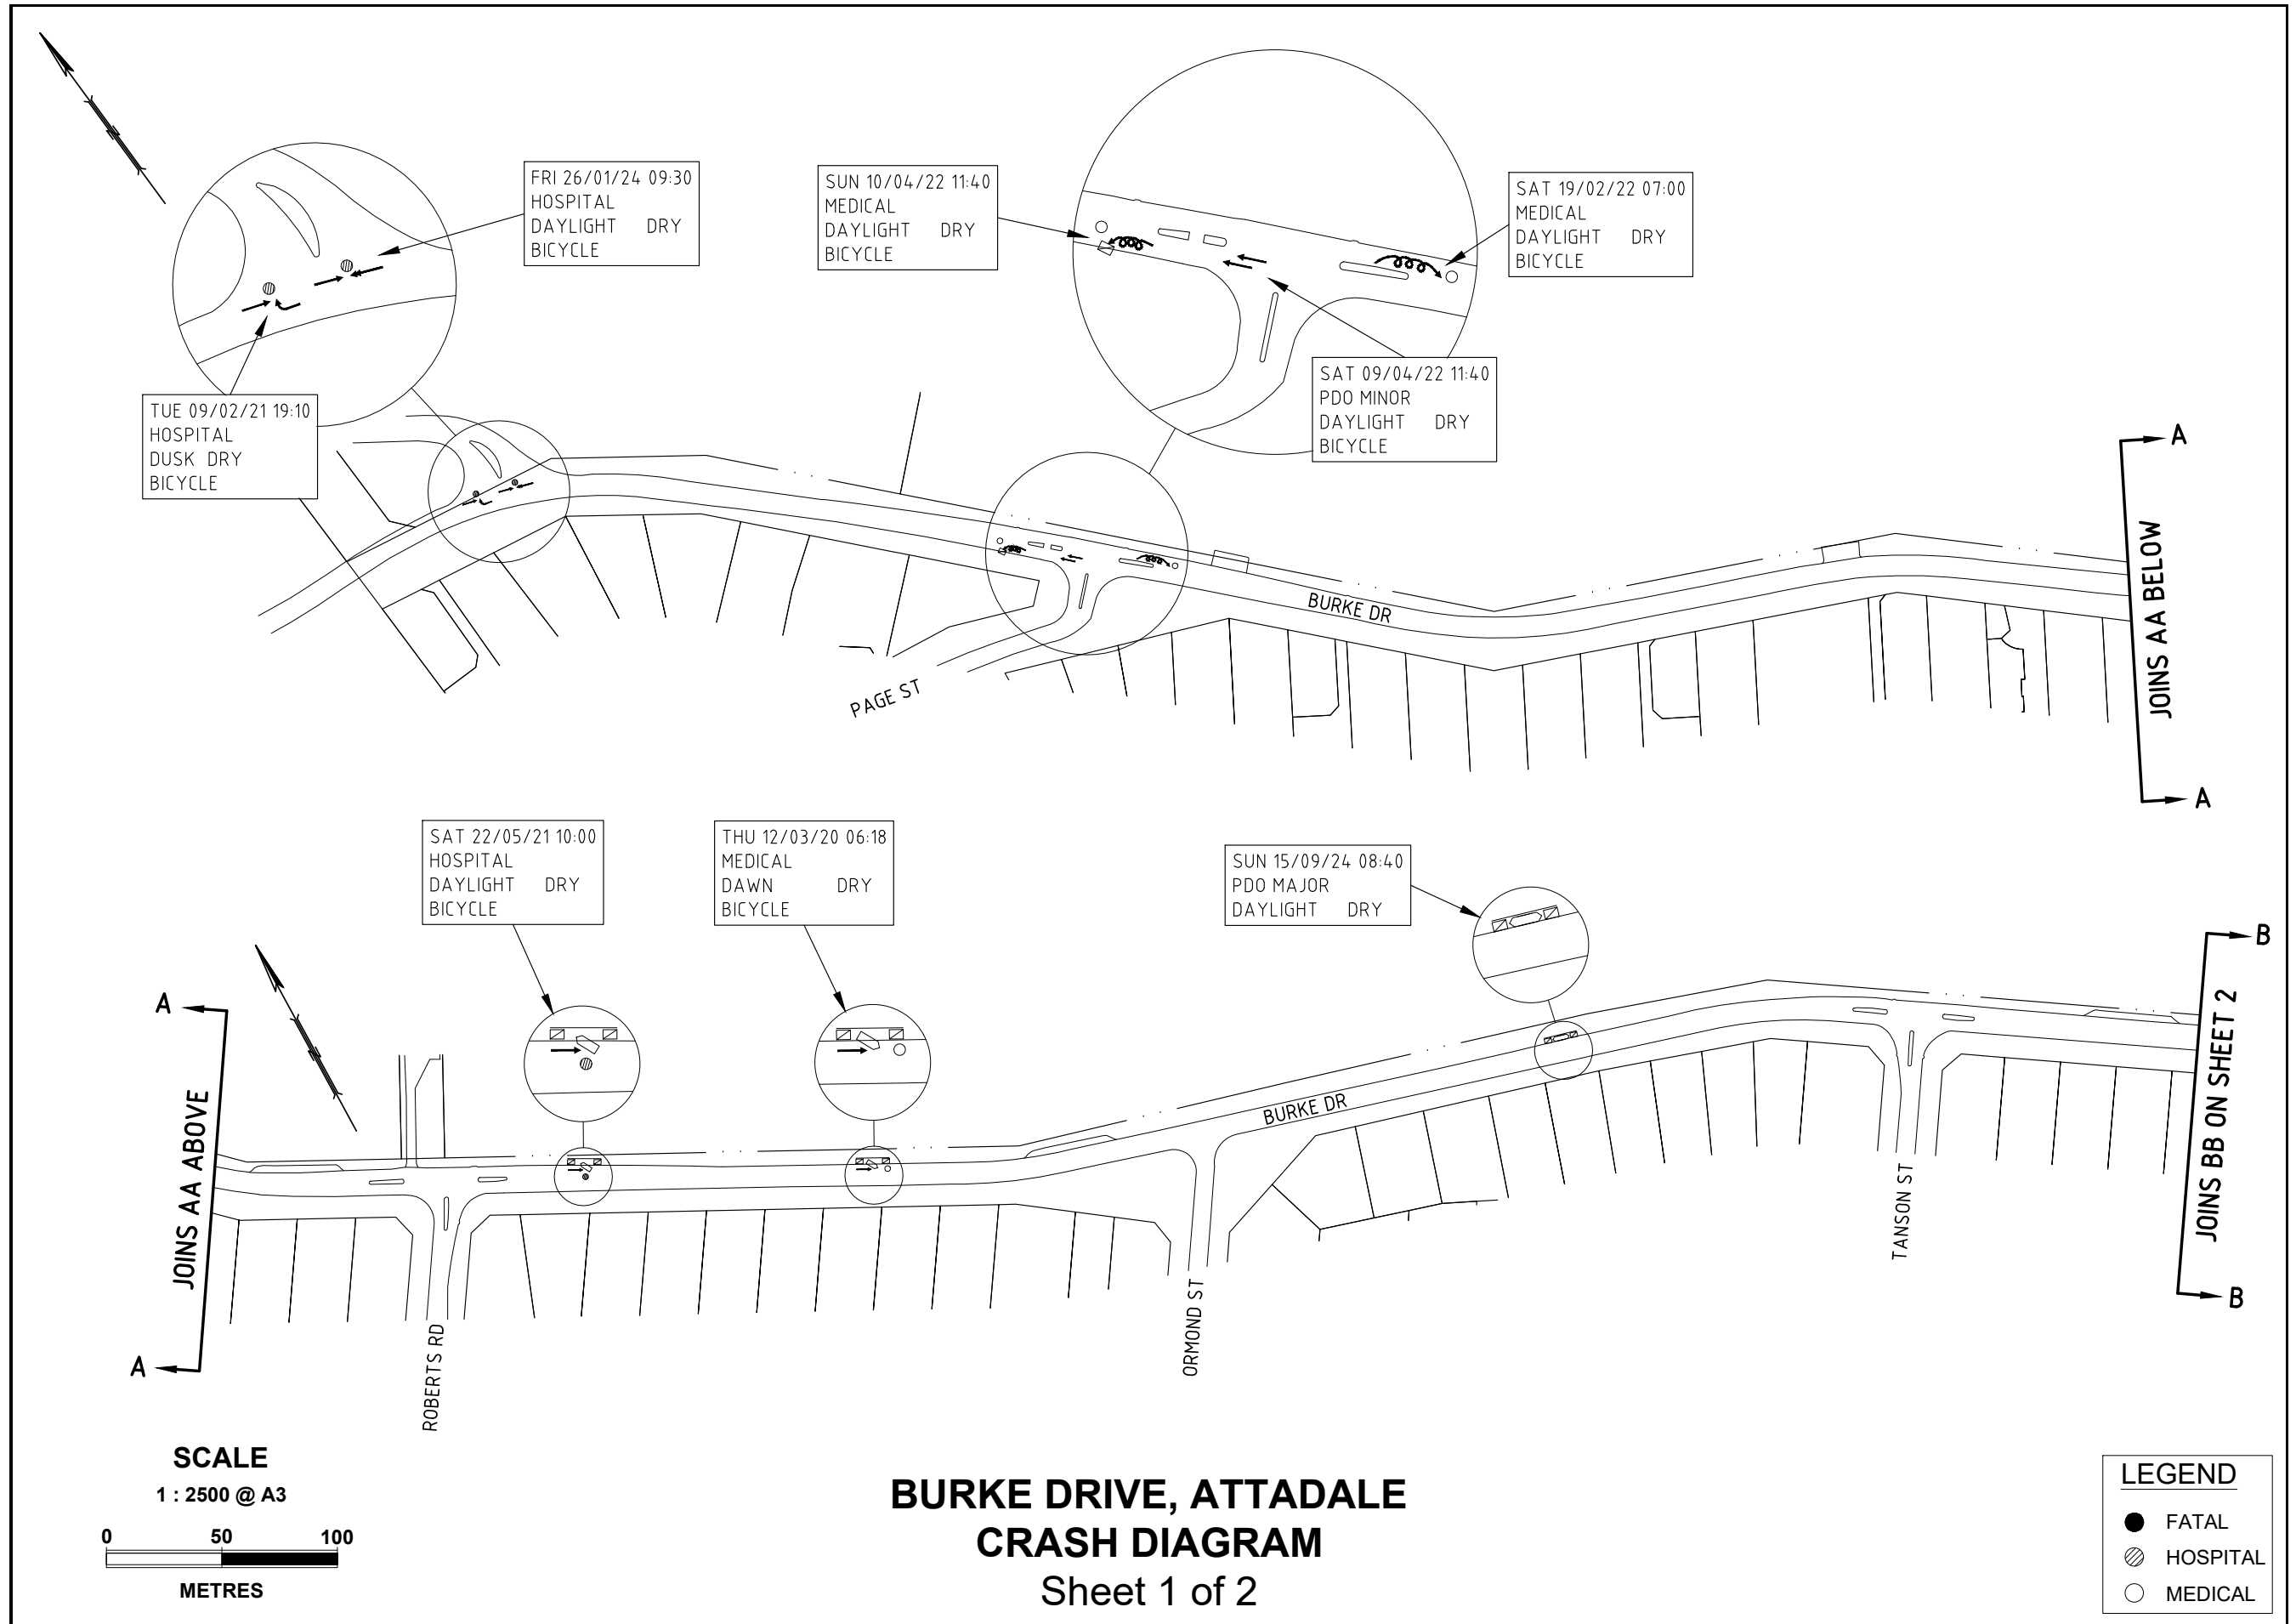 FRI 26/01/24 09:30
HOSPITAL
DAYLIGHT DRY
BICYCLE
SUN 10/04/22 11:40
MEDICAL
DAYLIGHT DRY
BICYCLE
SAT 19/02/22 07:00
MEDICAL
DAYLIGHT DRY
BICYCLE
SAT 09/04/22 11:40
PDO MINOR
DAYLIGHT DRY
BICYCLE
TUE 09/02/21 19:10
HOSPITAL
DUSK DRY
BICYCLE
N
A
JOINS AA BELOW
A
BURKE DR
PAGE ST
SAT 22/05/21 10:00
HOSPITAL
DAYLIGHT DRY
BICYCLE
THU 12/03/20 06:18
MEDICAL
DAWN DRY
BICYCLE
SUN 15/09/24 08:40
PDO MAJOR
DAYLIGHT DRY
N
A
JOINS AA ABOVE
A
B
JOINS BB ON SHEET 2
B
BURKE DR
ROBERTS RD
ORMOND ST
TANSON ST
SCALE
1 : 2500 @ A3
0 50 100
METRES
BURKE DRIVE, ATTADALE
CRASH DIAGRAM
Sheet 1 of 2
LEGEND
FATAL
HOSPITAL
MEDICAL